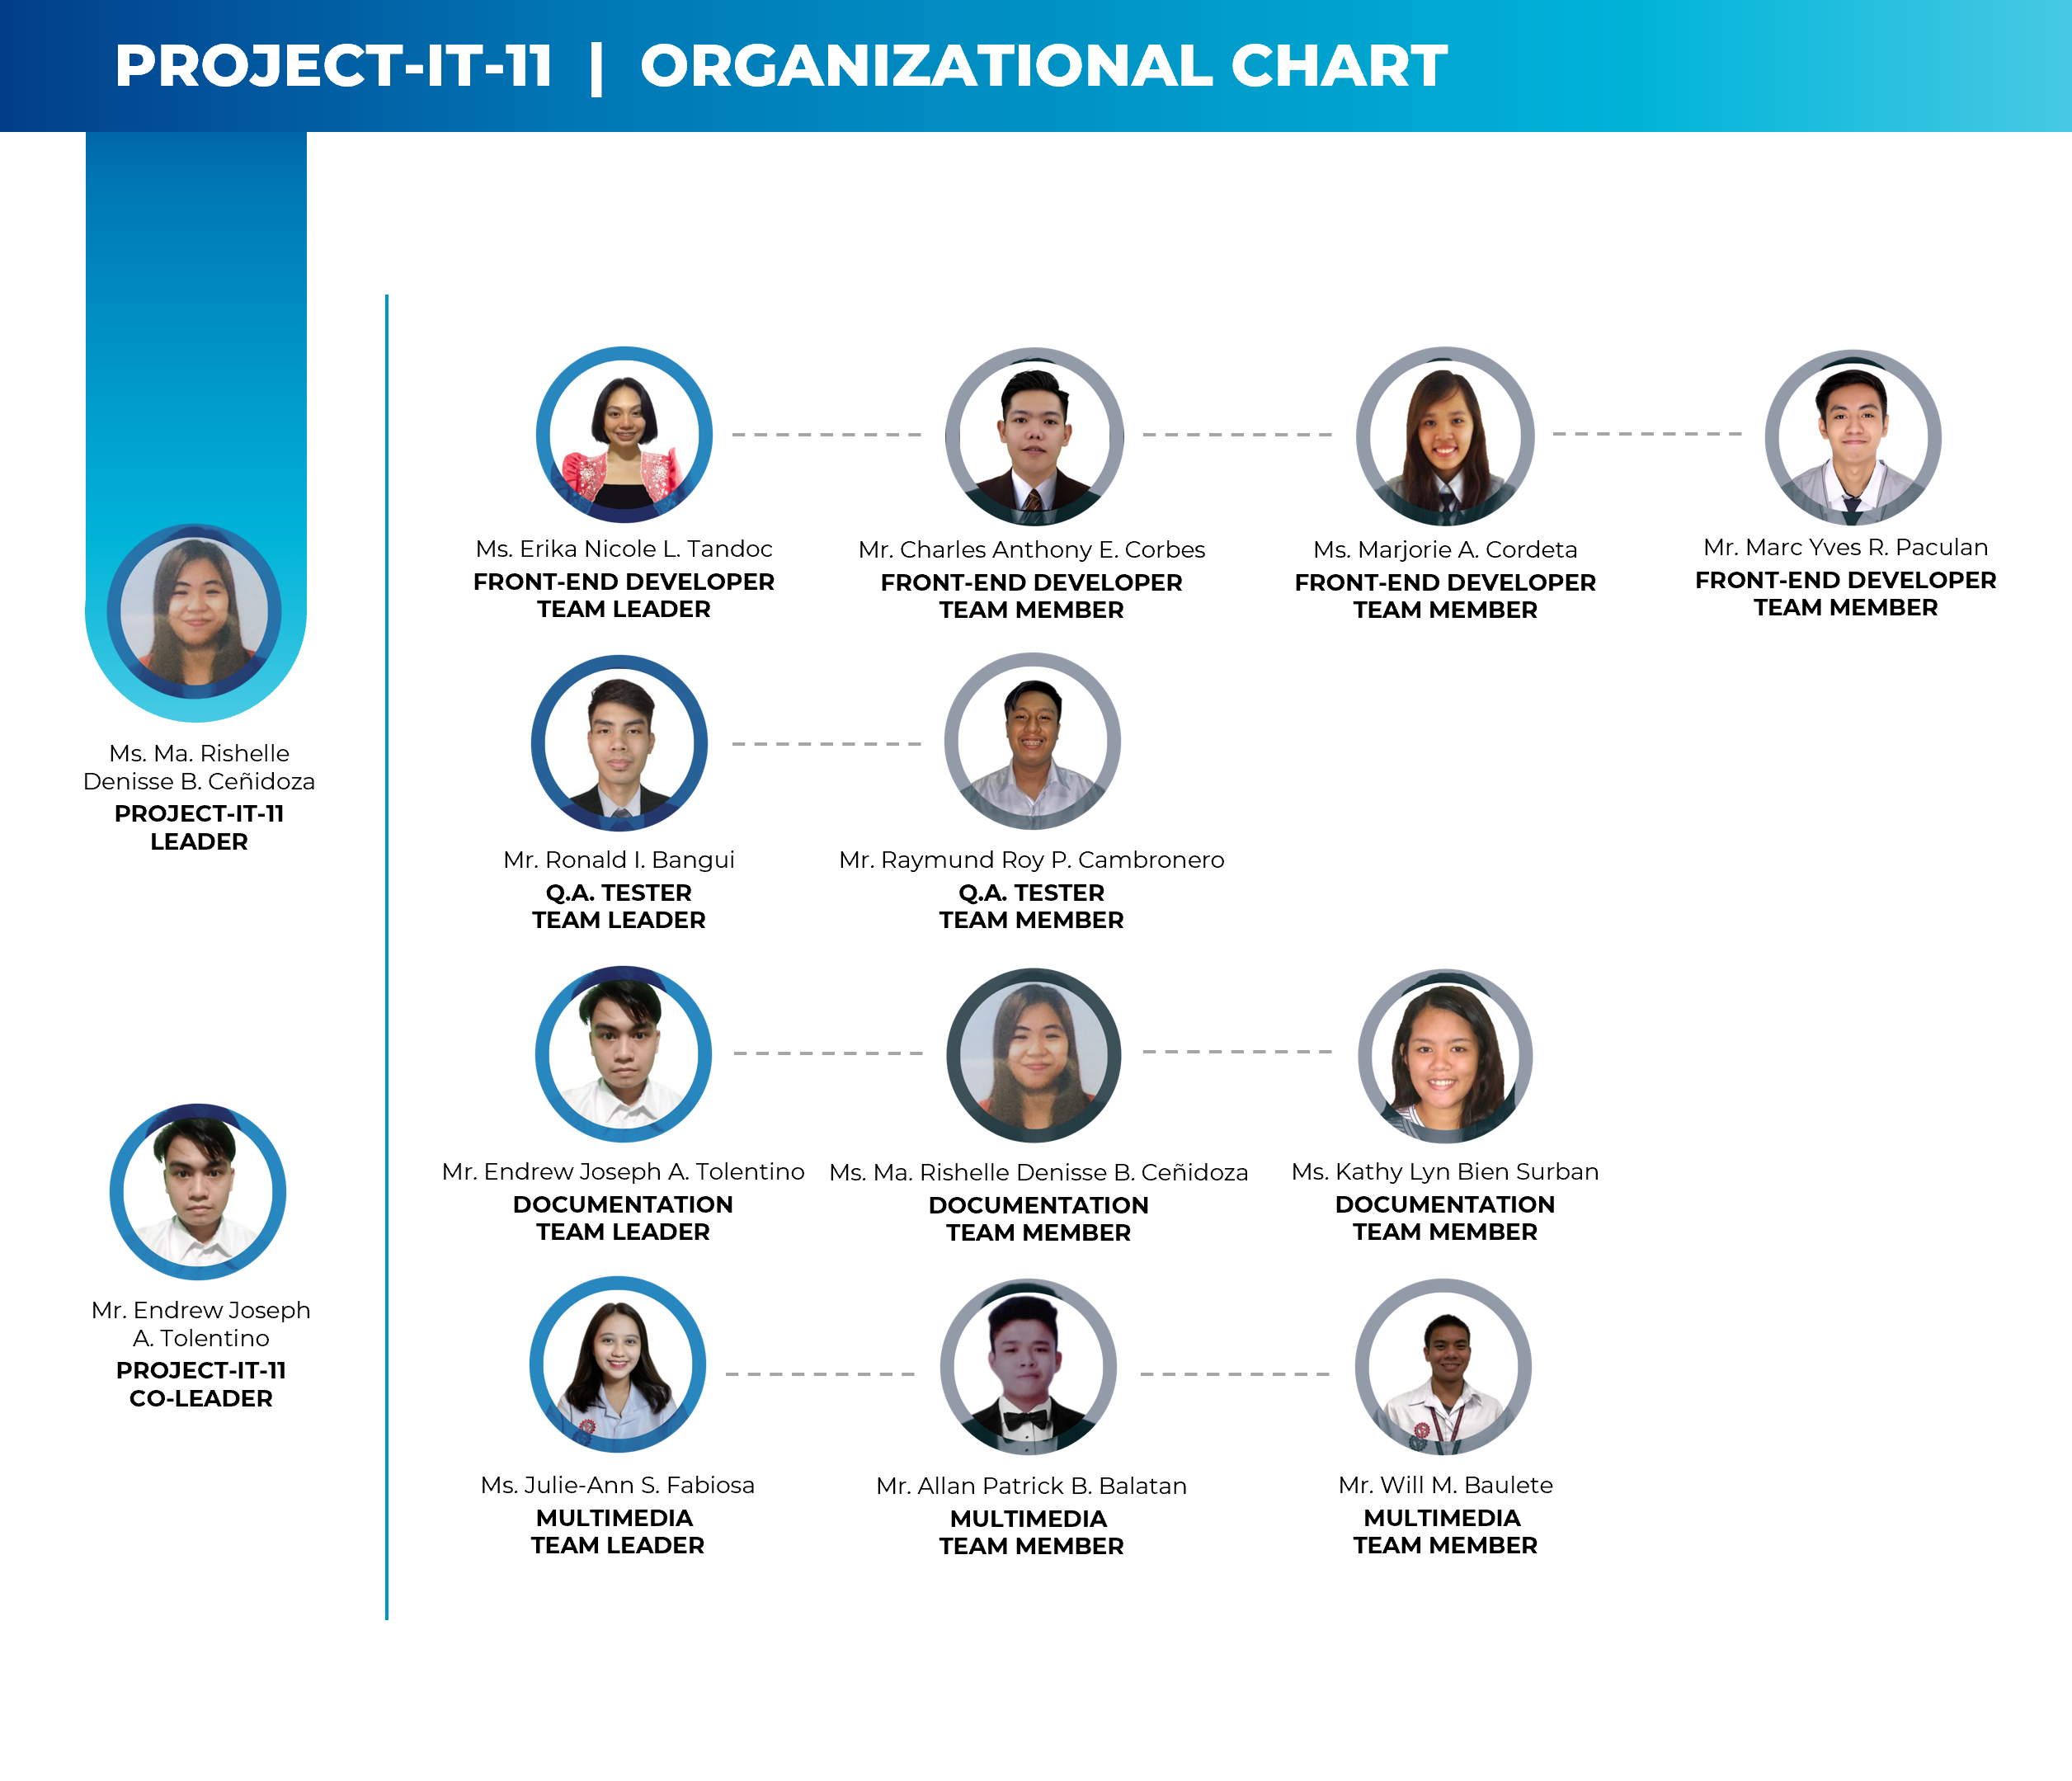 PROJECT-IT-11 | ORGANIZATIONAL CHART
Ms. Ma. Rishelle
Denisse B. Ceñidoza
PROJECT-IT-11
LEADER
Mr. Endrew Joseph
A. Tolentino
PROJECT-IT-11
CO-LEADER
Ms. Erika Nicole L. Tandoc
FRONT-END DEVELOPER
TEAM LEADER
Mr. Charles Anthony E. Corbes
FRONT-END DEVELOPER
TEAM MEMBER
Ms. Marjorie A. Cordeta
FRONT-END DEVELOPER
TEAM MEMBER
Mr. Marc Yves R. Paculan
FRONT-END DEVELOPER
TEAM MEMBER
Mr. Ronald I. Bangui
Q.A. TESTER
TEAM LEADER
Mr. Raymund Roy P. Cambronero
Q.A. TESTER
TEAM MEMBER
Mr. Endrew Joseph A. Tolentino
DOCUMENTATION
TEAM LEADER
Ms. Ma. Rishelle Denisse B. Ceñidoza
DOCUMENTATION
TEAM MEMBER
Ms. Kathy Lyn Bien Surban
DOCUMENTATION
TEAM MEMBER
Ms. Julie-Ann S. Fabiosa
MULTIMEDIA
TEAM LEADER
Mr. Allan Patrick B. Balatan
MULTIMEDIA
TEAM MEMBER
Mr. Will M. Baulete
MULTIMEDIA
TEAM MEMBER